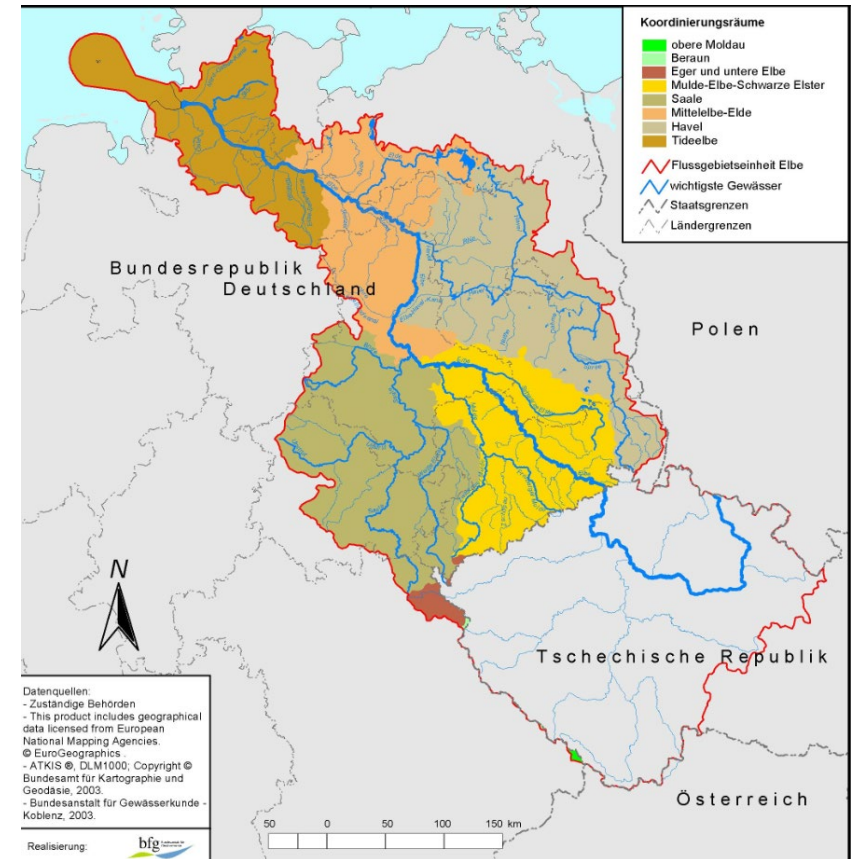 Koordinierungsräume
obere Moldau
Beraun
Eger und untere Elbe
Mulde-Elbe-Schwarze Elster
Saale
Mittelelbe-Elde
Havel
Tideelbe
Flussgebietseinheit Elbe
wichtigste Gewässer
Staatsgrenzen
Ländergrenzen
Bundesrepublik
Deutschland
Polen
Tschechische Republik
Österreich
N
Datenquellen:
- Zuständige Behörden
- This product includes geographical
data licensed from European
National Mapping Agencies.
© EuroGeographics .
- ATKIS ®, DLM1000; Copyright ©
Bundesamt für Kartographie und
Geodäsie, 2003.
- Bundesanstalt für Gewässerkunde -
Koblenz, 2003.
Realisierung:
bfg
50 0 50 100 150 km